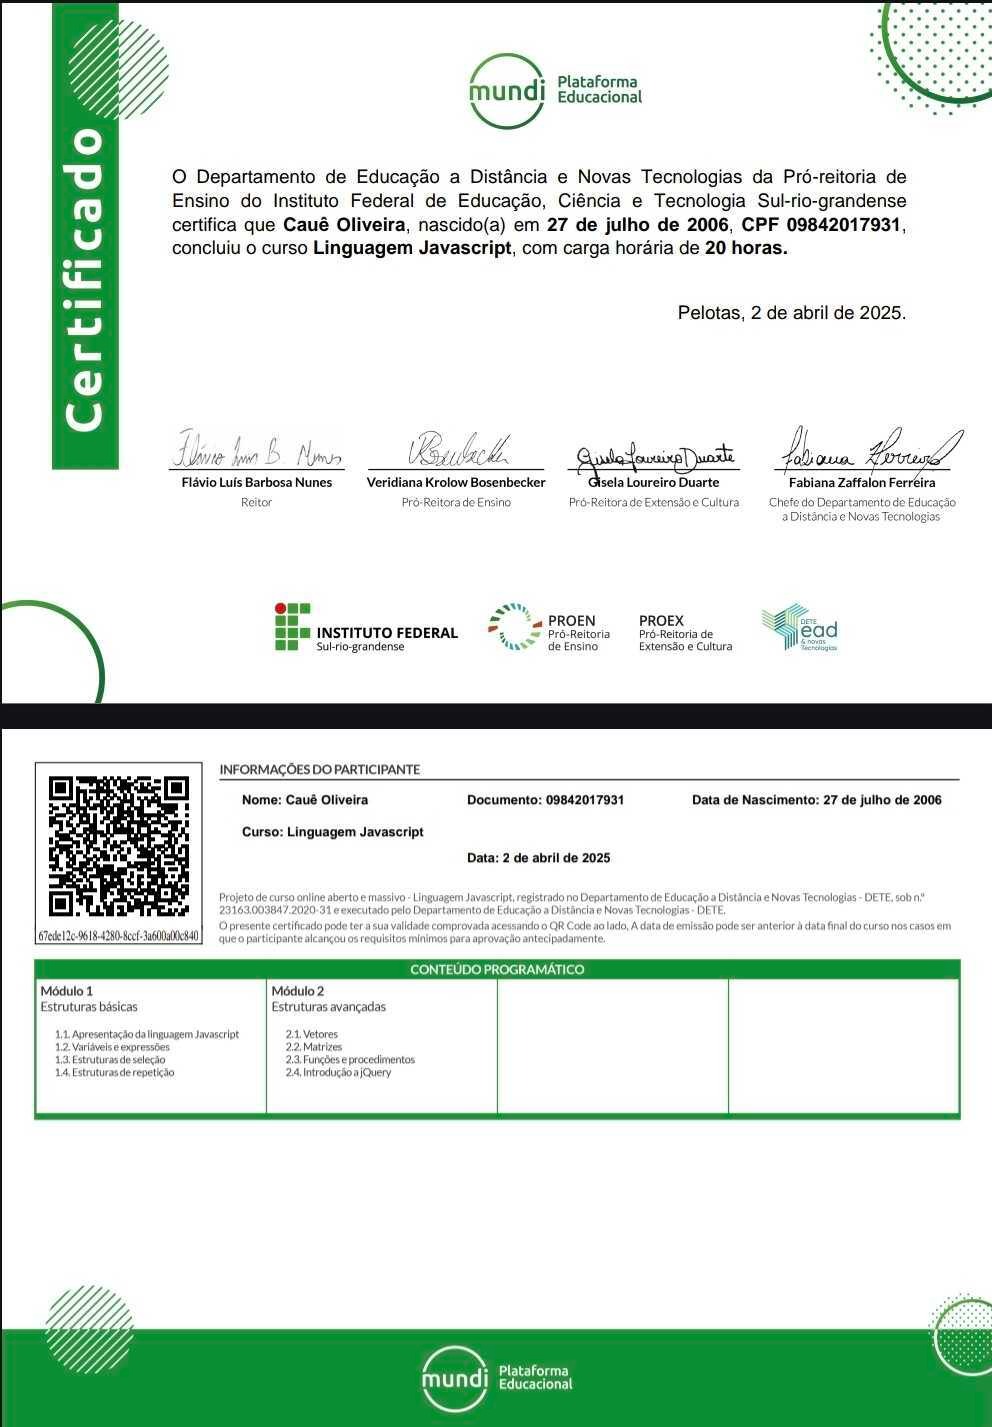 Certificado
mundi
Plataforma
Educacional
O Departamento de Educação a Distância e Novas Tecnologias da Pró-reitoria de
Ensino do Instituto Federal de Educação, Ciência e Tecnologia Sul-rio-grandense
certifica que Cauê Oliveira, nascido(a) em 27 de julho de 2006, CPF 09842017931,
concluiu o curso Linguagem Javascript, com carga horária de 20 horas.
Pelotas, 2 de abril de 2025.
Flávio Luís Barbosa Nunes
Reitor
Veridiana Krolow Bosenbecker
Pró-Reitora de Ensino
Gisela Loureiro Duarte
Pró-Reitora de Extensão e Cultura
Fabiana Zaffalon Ferreira
Chefe do Departamento de Educação
a Distância e Novas Tecnologias
INSTITUTO FEDERAL
Sul-rio-grandense
PROEN
Pró-Reitoria
de Ensino
PROEX
Pró-Reitoria de
Extensão e Cultura
DETE
ead
& novas
Tecnologias
67ede12c-9618-4280-8ccf-3a600a00c840
INFORMAÇÕES DO PARTICIPANTE
Nome: Cauê Oliveira
Documento: 09842017931
Data de Nascimento: 27 de julho de 2006
Curso: Linguagem Javascript
Data: 2 de abril de 2025
Projeto de curso online aberto e massivo - Linguagem Javascript, registrado no Departamento de Educação a Distância e Novas Tecnologias - DETE, sob n.º
23163.003847.2020-31 e executado pelo Departamento de Educação a Distância e Novas Tecnologias - DETE.
O presente certificado pode ter a sua validade comprovada acessando o QR Code ao lado. A data de emissão pode ser anterior à data final do curso nos casos em
que o participante alcançou os requisitos mínimos para aprovação antecipadamente.
CONTEÚDO PROGRAMÁTICO
Módulo 1
Estruturas básicas
1.1. Apresentação da linguagem Javascript
1.2. Variáveis e expressões
1.3. Estruturas de seleção
1.4. Estruturas de repetição
Módulo 2
Estruturas avançadas
2.1. Vetores
2.2. Matrizes
2.3. Funções e procedimentos
2.4. Introdução a jQuery
mundi
Plataforma
Educacional